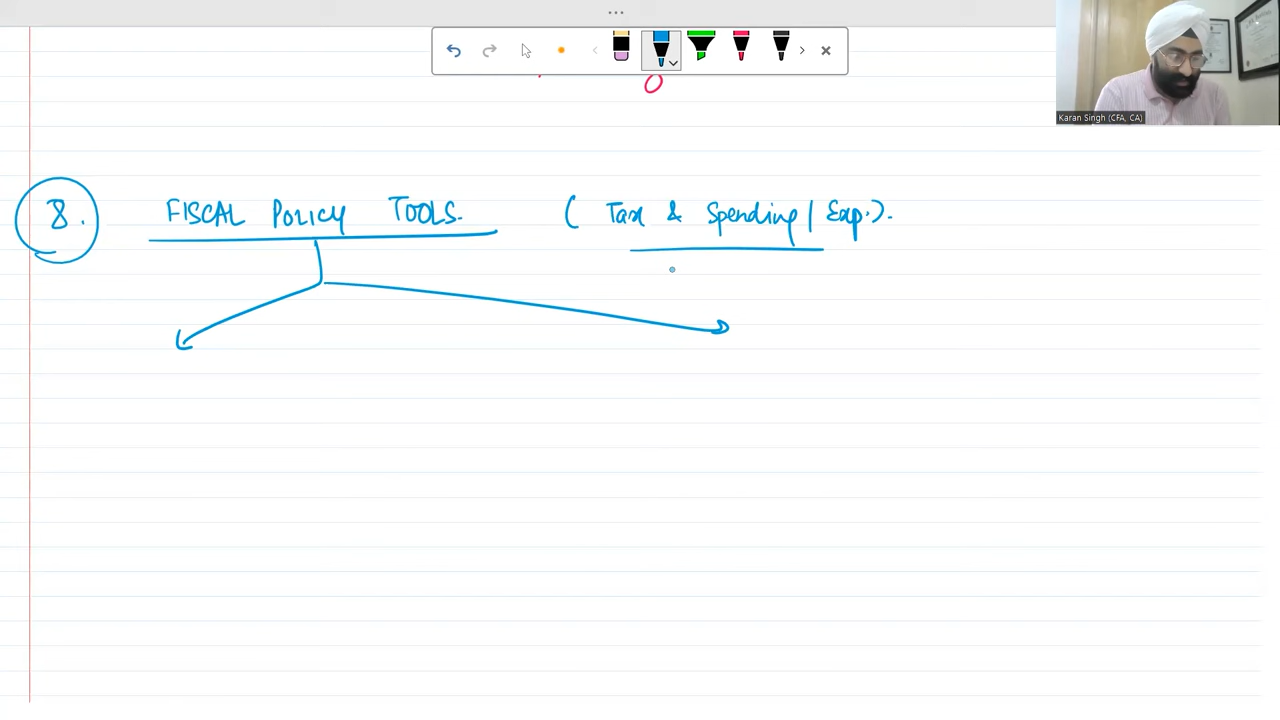 O
Karan Singh (CFA, CA)
8. FISCAL POLICY TOOLS. ( Tax & Spending / Exp.).